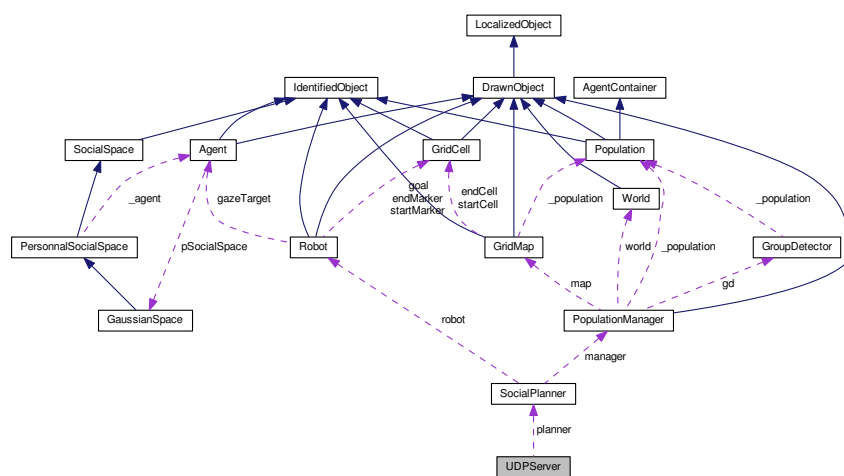 LocalizedObject
IdentifiedObject
DrawnObject
AgentContainer
SocialSpace
Agent
GridCell
Population
_agent
gazeTarget
goal
endMarker
startMarker
endCell
startCell
_population
World
_population
PersonnalSocialSpace
pSocialSpace
Robot
GridMap
world
_population
GroupDetector
map
gd
GaussianSpace
robot
PopulationManager
manager
SocialPlanner
planner
UDPServer